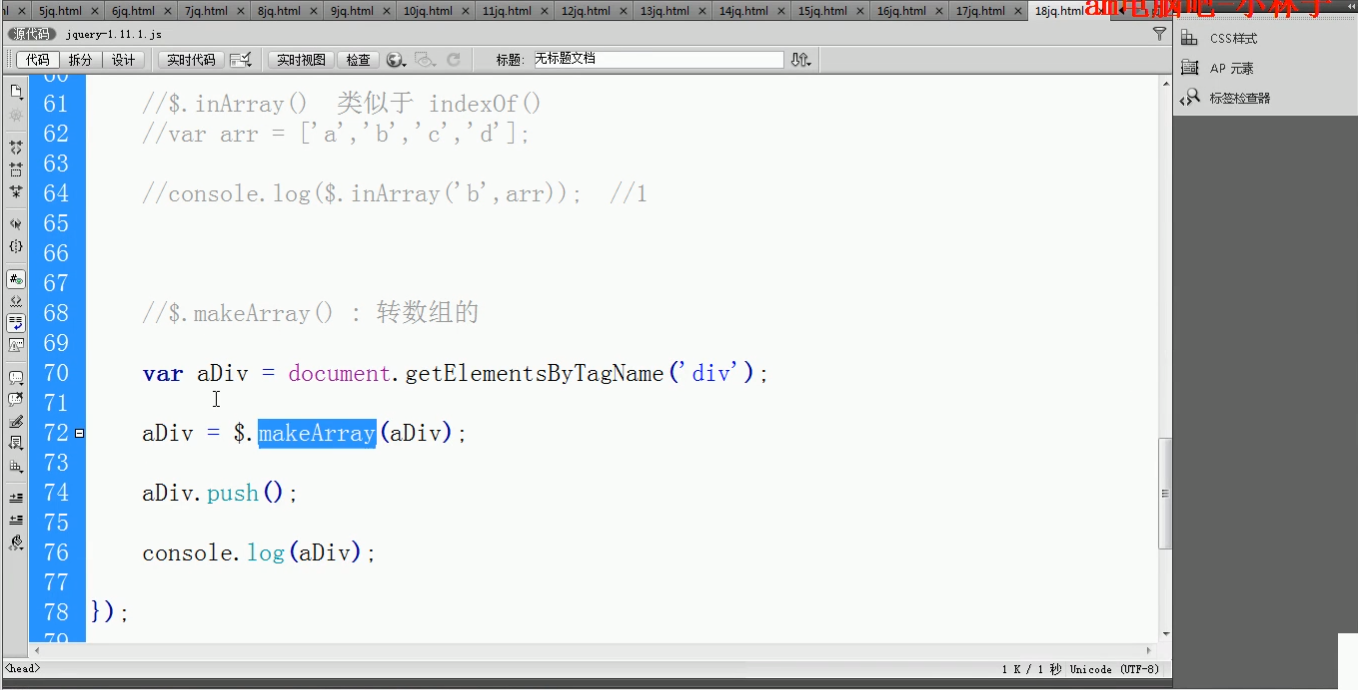 5jq.html 6jq.html 7jq.html 8jq.html 9jq.html 10jq.html 11jq.html 12jq.html 13jq.html 14jq.html 15jq.html 16jq.html 17jq.html 18jq.html
源代码 jquery-1.11.1.js
代码 拆分 设计 实时代码 实时视图 检查 标题: 无标题文档
CSS样式
AP 元素
标签检查器
61 //$.inArray() 类似于 indexOf()
62 //var arr = ['a','b','c','d'];
63
64 //console.log($.inArray('b',arr)); //1
65
66
67
68 //$.makeArray() : 转数组的
69
70 var aDiv = document.getElementsByTagName('div');
71
72 aDiv = $.makeArray(aDiv);
73
74 aDiv.push();
75
76 console.log(aDiv);
77
78 });
<head>
1 K / 1 秒 Unicode (UTF-8)